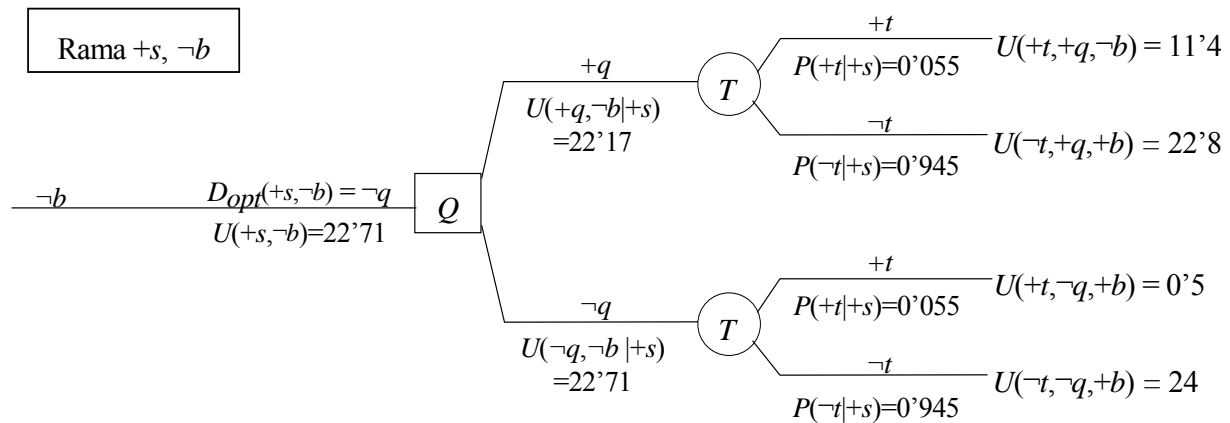 Rama +s, ¬b
+t
U(+t,+q,¬b) = 11'4
+q
P(+t|+s)=0'055
T
U(+q,¬b|+s)
=22'17
¬t
U(¬t,+q,+b) = 22'8
P(¬t|+s)=0'945
¬b
Dopt(+s,¬b) = ¬q
Q
U(+s,¬b)=22'71
+t
U(+t,¬q,+b) = 0'5
¬q
P(+t|+s)=0'055
T
U(¬q,¬b |+s)
=22'71
¬t
U(¬t,¬q,+b) = 24
P(¬t|+s)=0'945